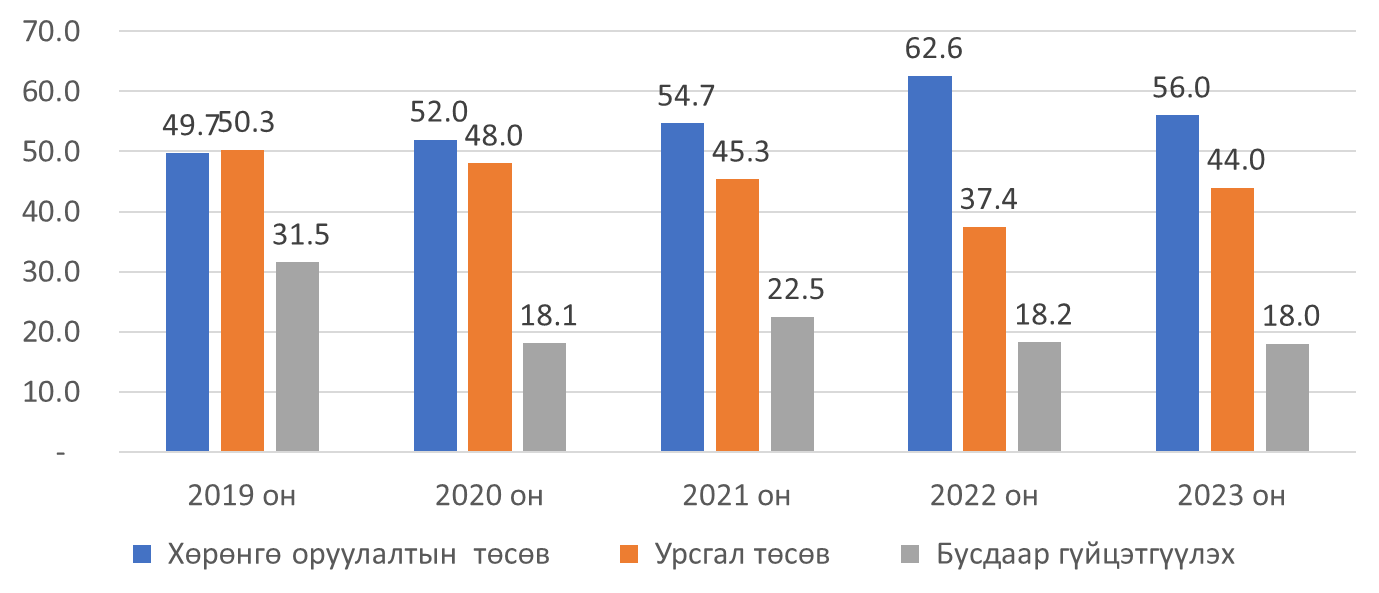 70.0
60.0
50.0
40.0
30.0
20.0
10.0
-
49.7 50.3 31.5
52.0 48.0 18.1
54.7 45.3 22.5
62.6 37.4 18.2
56.0 44.0 18.0
2019 он 2020 он 2021 он 2022 он 2023 он
Хөрөнгө оруулалтын төсөв Урсгал төсөв Бусдаар гүйцэтгүүлэх